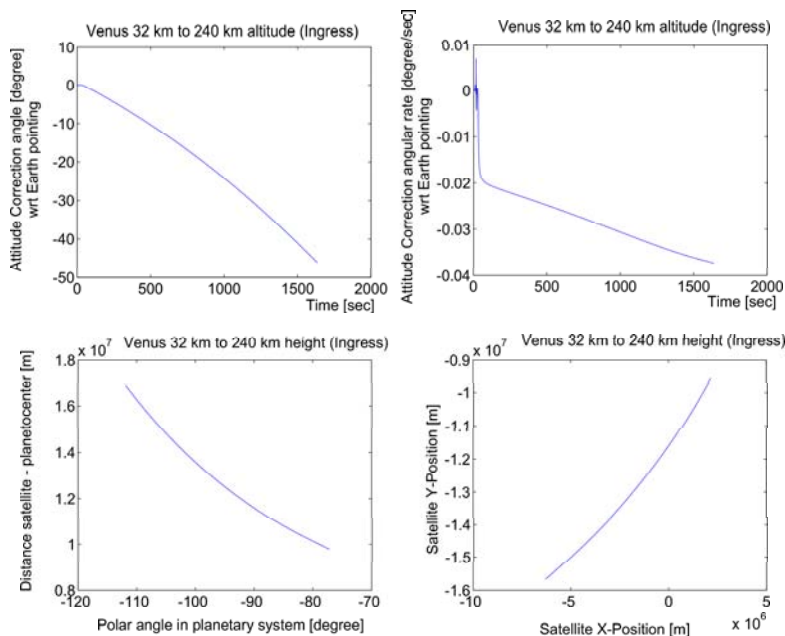 Venus 32 km to 240 km altitude (Ingress)
Attitude Correction angle [degree]
wrt Earth pointing
10
0
-10
-20
-30
-40
-50
0
500
1000
1500
2000
Time [sec]
Venus 32 km to 240 km altitude (Ingress)
Attitude Correction angular rate [degree/sec]
wrt Earth pointing
0.01
0
-0.01
-0.02
-0.03
-0.04
0
500
1000
1500
2000
Time [sec]
Venus 32 km to 240 km height (Ingress)
Distance satellite - planetocenter [m]
1.8 x 10^7
1.6
1.4
1.2
1
0.8
-120
-110
-100
-90
-80
-70
Polar angle in planetary system [degree]
Venus 32 km to 240 km height (Ingress)
Satellite Y-Position [m]
-0.9 x 10^7
-1
-1.1
-1.2
-1.3
-1.4
-1.5
-1.6
-10
-5
0
5
x 10^6
Satellite X-Position [m]